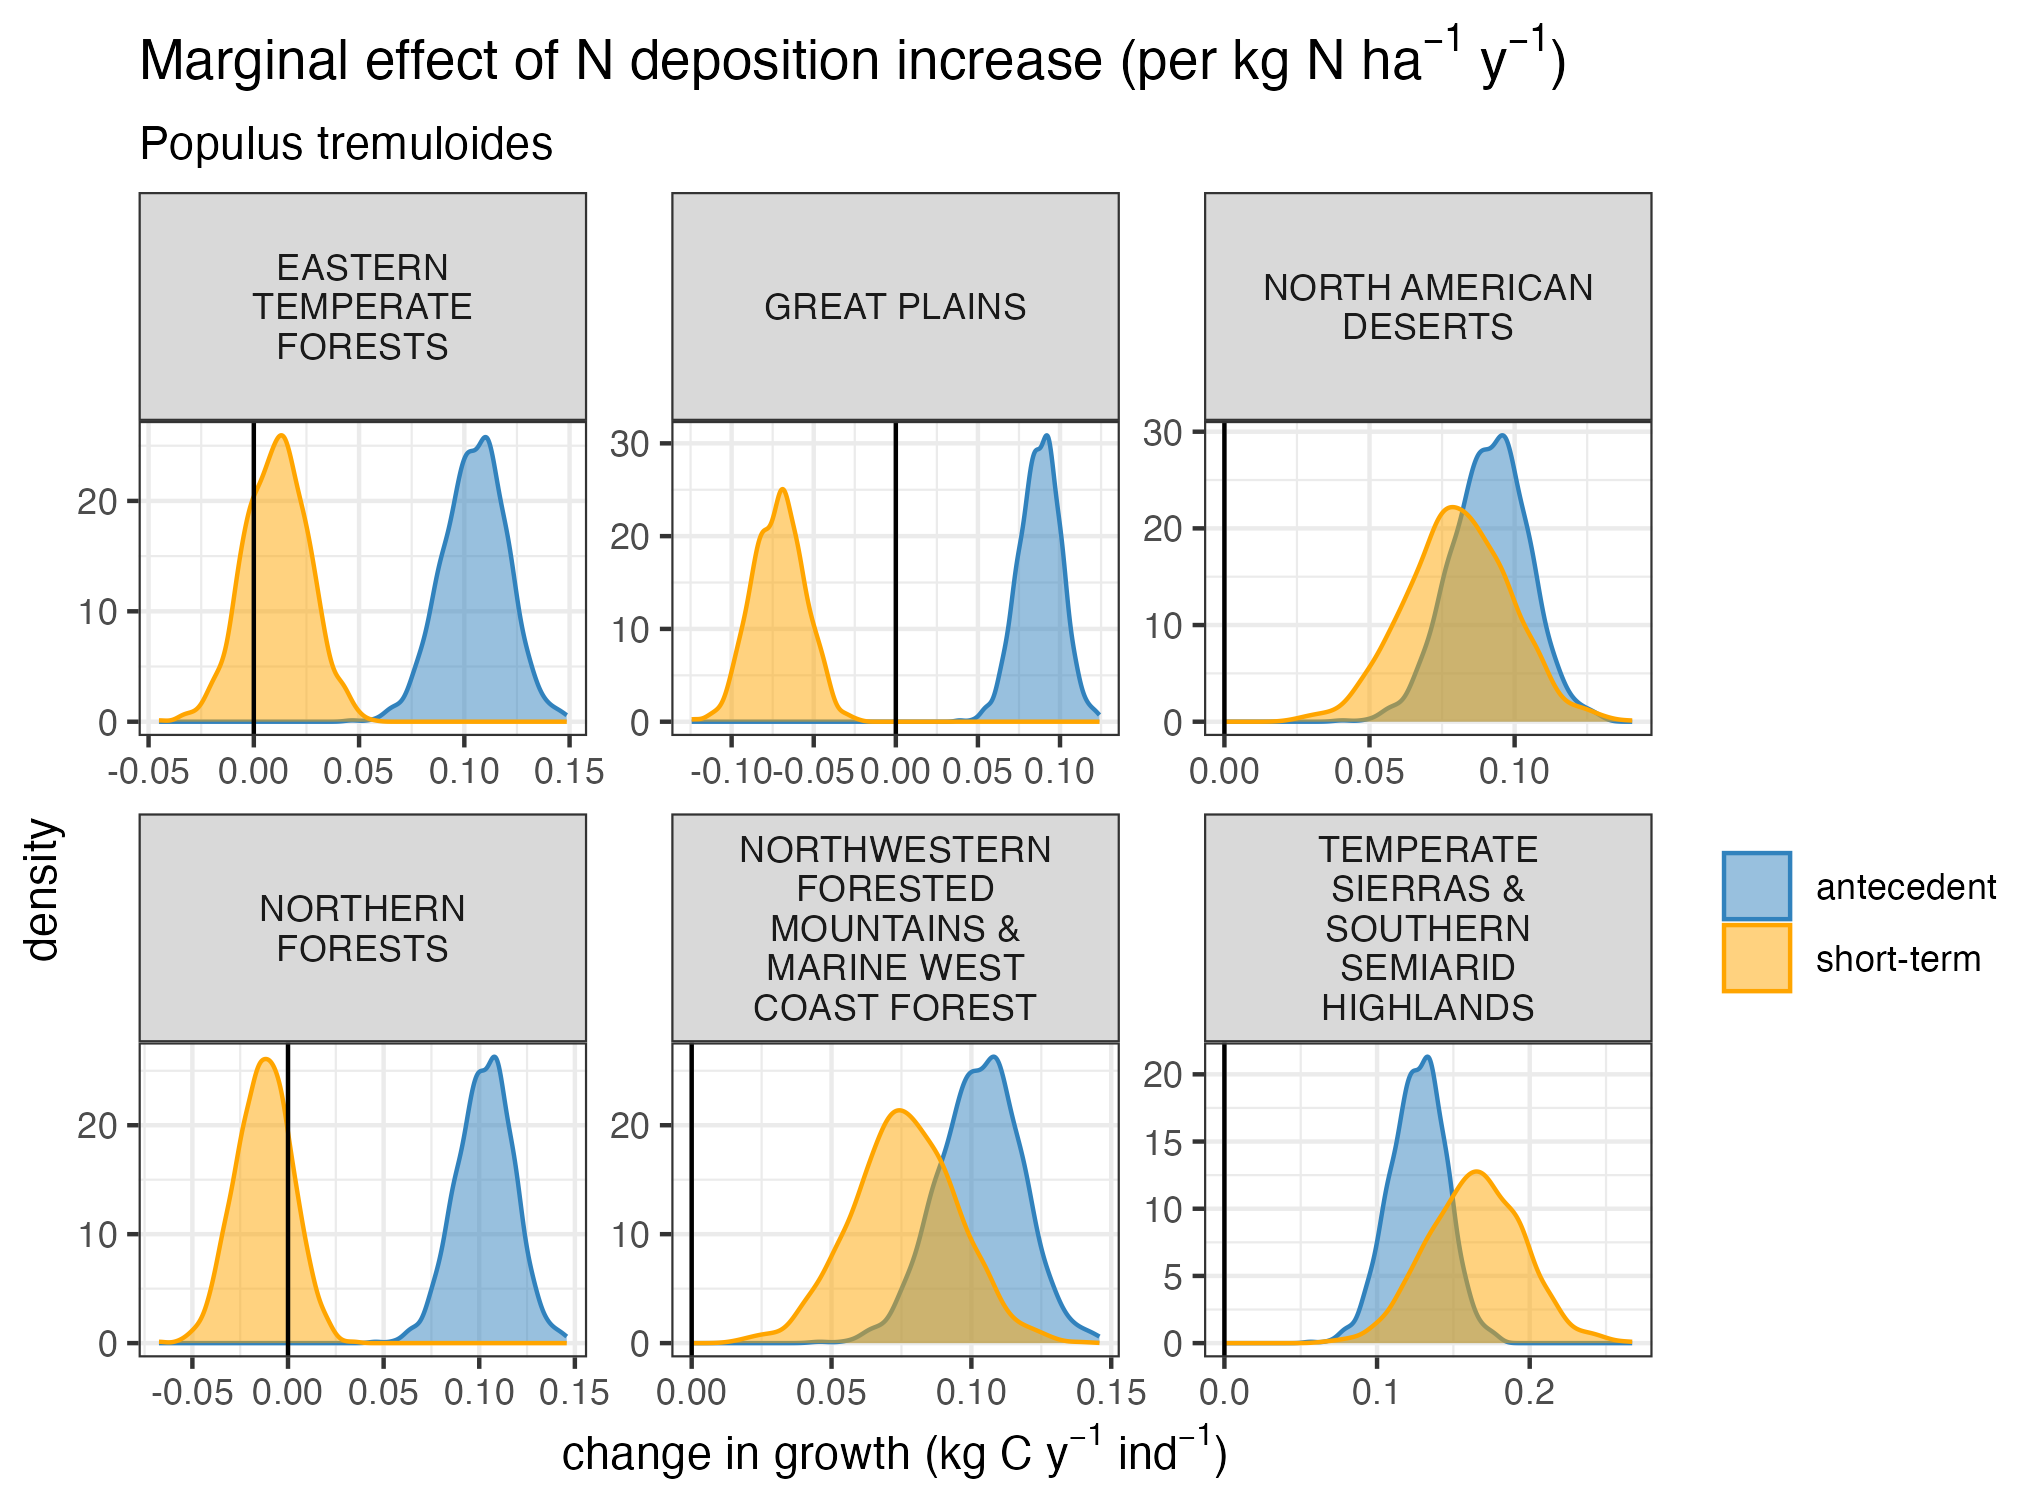 Marginal effect of N deposition increase (per kg N ha⁻¹ y⁻¹)
Populus tremuloides
EASTERN
TEMPERATE
FORESTS
GREAT PLAINS
NORTH AMERICAN
DESERTS
20
10
0
-0.05 0.00 0.05 0.10 0.15
30
20
10
0
-0.10 -0.05 0.00 0.05 0.10
30
20
10
0
0.00 0.05 0.10
density
NORTHERN
FORESTS
NORTHWESTERN
FORESTED
MOUNTAINS &
MARINE WEST
COAST FOREST
TEMPERATE
SIERRAS &
SOUTHERN
SEMIARID
HIGHLANDS
20
10
0
-0.05 0.00 0.05 0.10 0.15
20
10
0
0.00 0.05 0.10 0.15
20
15
10
5
0
0.0 0.1 0.2
change in growth (kg C y⁻¹ ind⁻¹)
antecedent
short-term